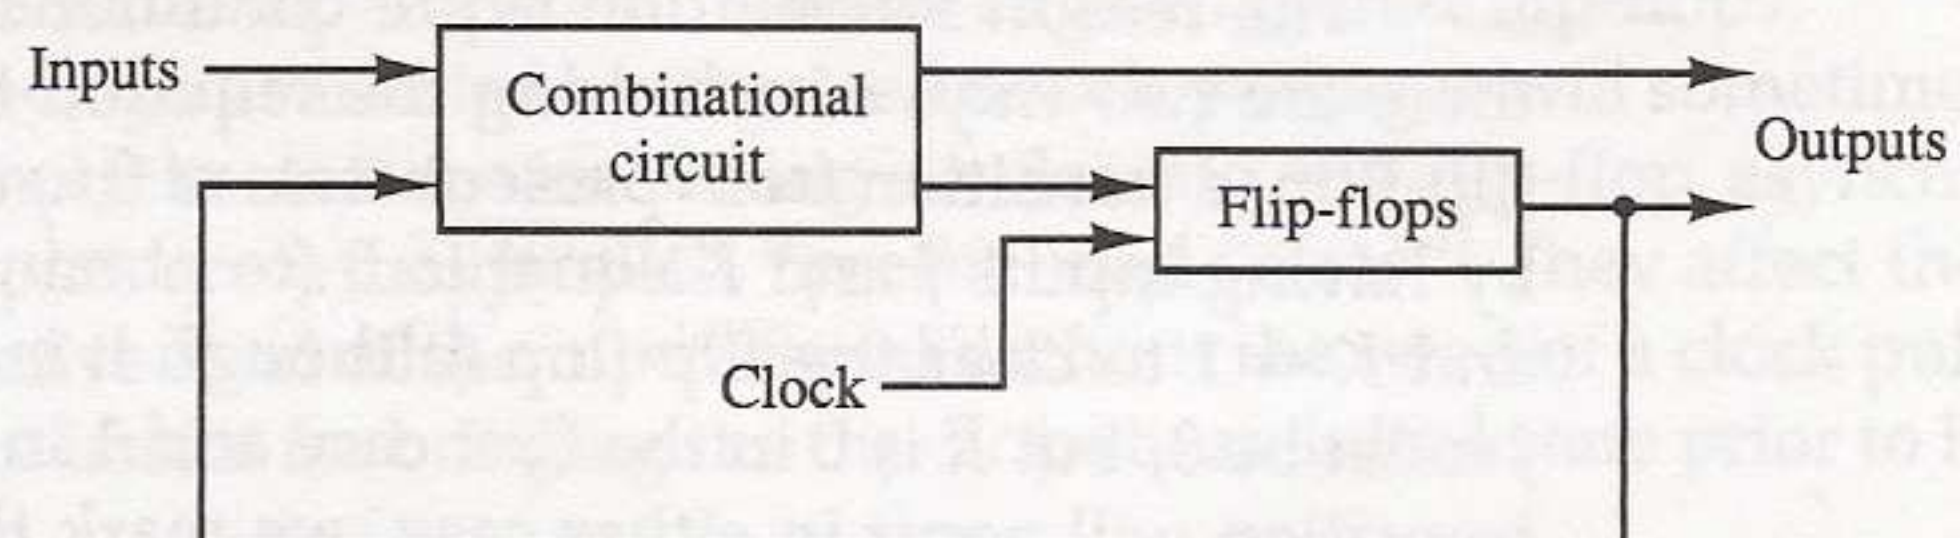 Inputs
Combinational
circuit
Outputs
Flip-flops
Clock